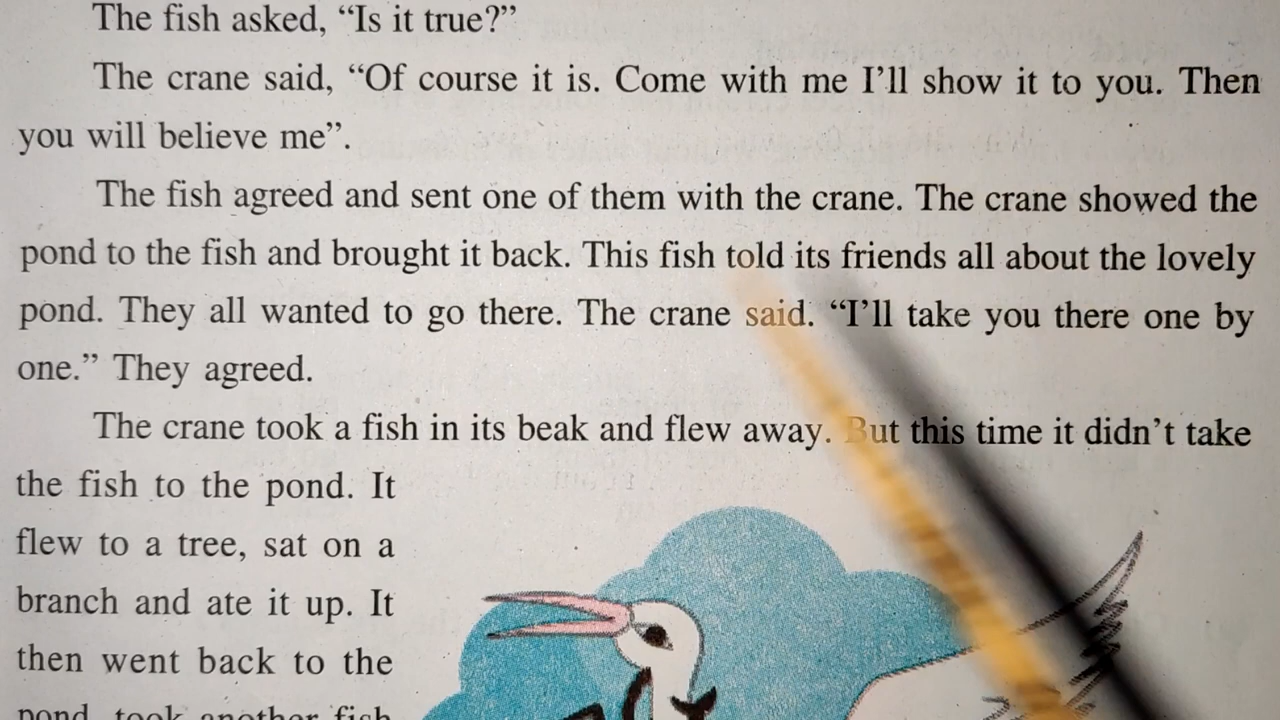 The fish asked, “Is it true?”
The crane said, “Of course it is. Come with me I’ll show it to you. Then
you will believe me”.
The fish agreed and sent one of them with the crane. The crane showed the
pond to the fish and brought it back. This fish told its friends all about the lovely
pond. They all wanted to go there. The crane said. “I’ll take you there one by
one.” They agreed.
The crane took a fish in its beak and flew away. But this time it didn’t take
the fish to the pond. It
flew to a tree, sat on a
branch and ate it up. It
then went back to the
pond, took another fish